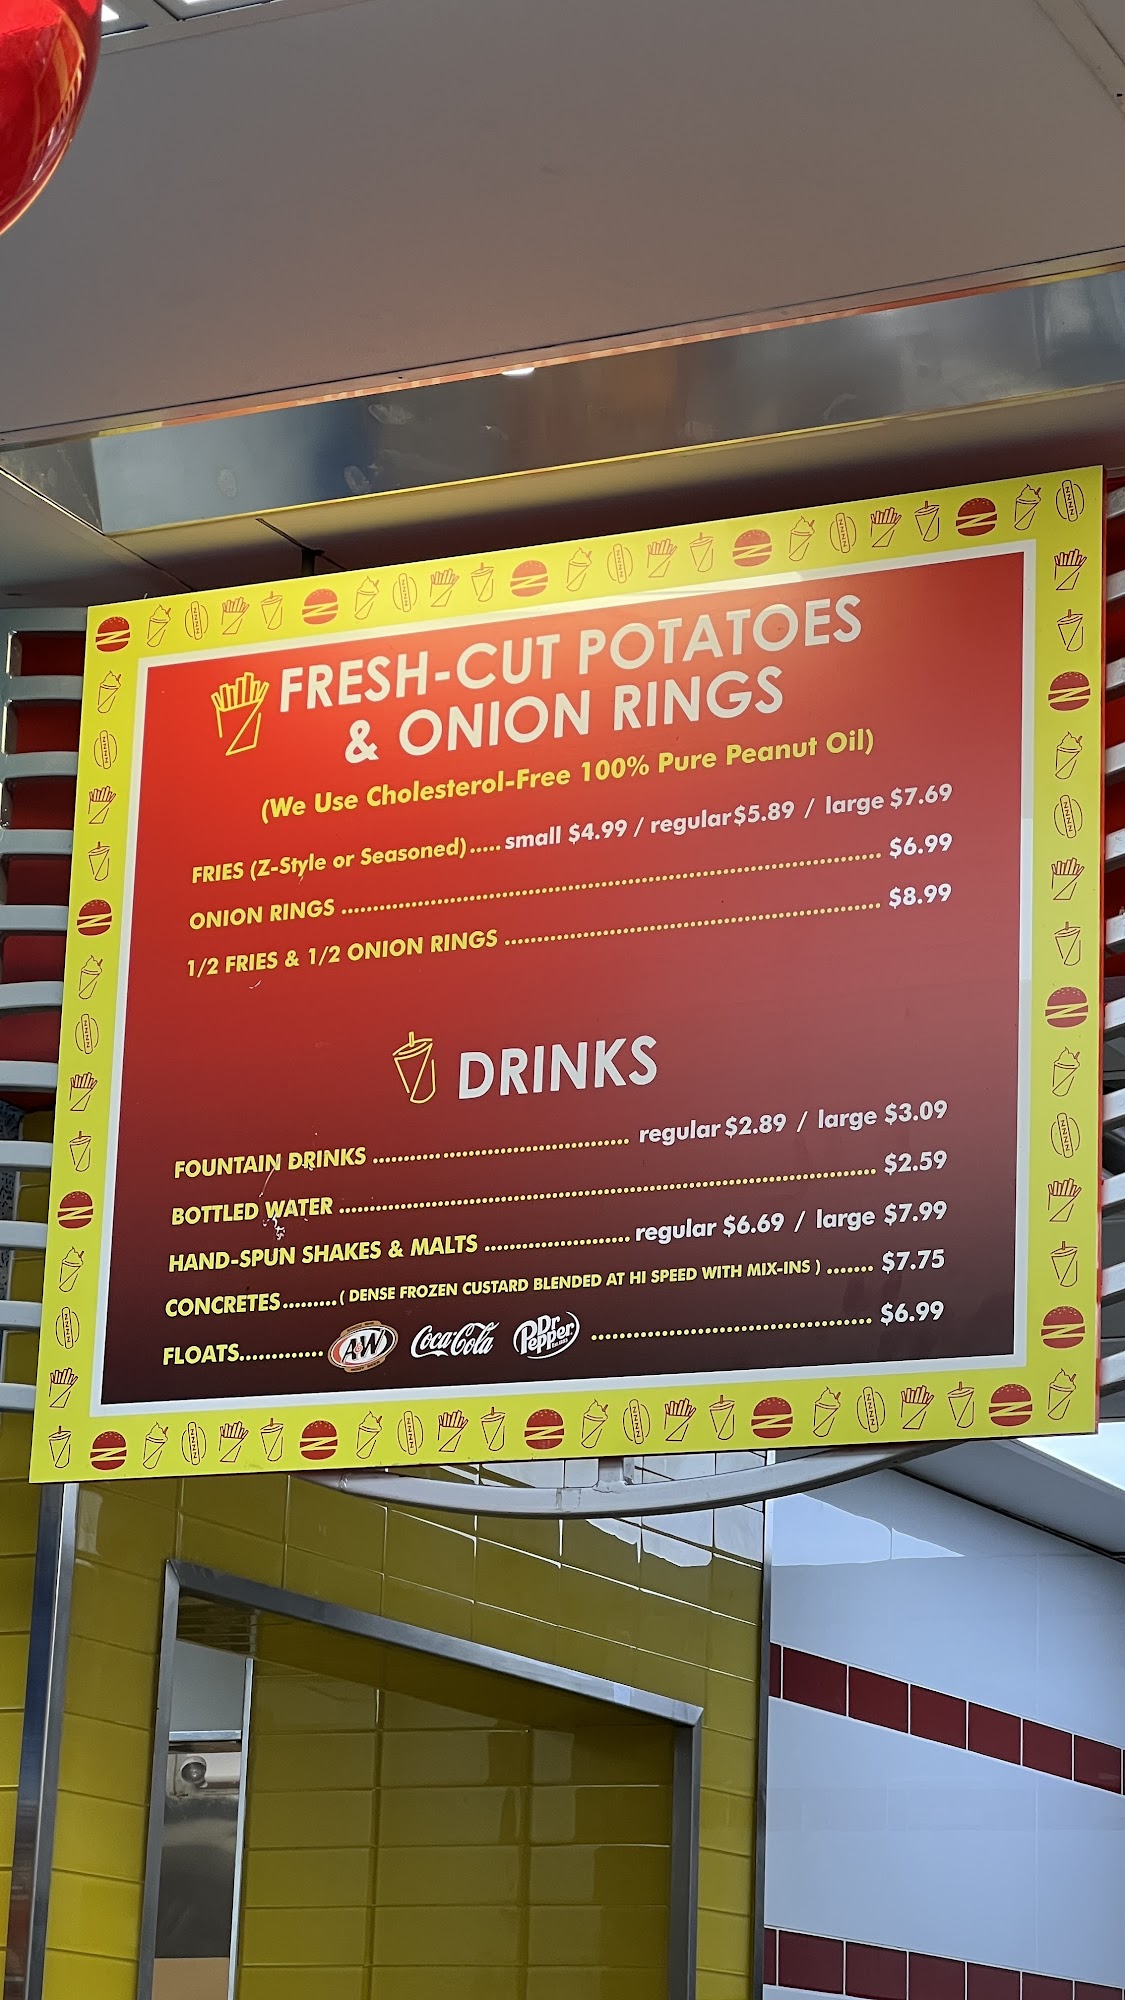 FRESH-CUT POTATOES
& ONION RINGS
(We Use Cholesterol-Free 100% Pure Peanut Oil)
FRIES (Z-Style or Seasoned)..... small $4.99 / regular $5.89 / large $7.69
ONION RINGS ........ $6.99
1/2 FRIES & 1/2 ONION RINGS ........ $8.99
DRINKS
FOUNTAIN DRINKS ........ regular $2.89 / large $3.09
BOTTLED WATER ........ $2.59
HAND-SPUN SHAKES & MALTS ........ regular $6.69 / large $7.99
CONCRETES.........( DENSE FROZEN CUSTARD BLENDED AT HI SPEED WITH MIX-INS ) ....... $7.75
FLOATS............. A&W Coca-Cola Dr Pepper ........ $6.99